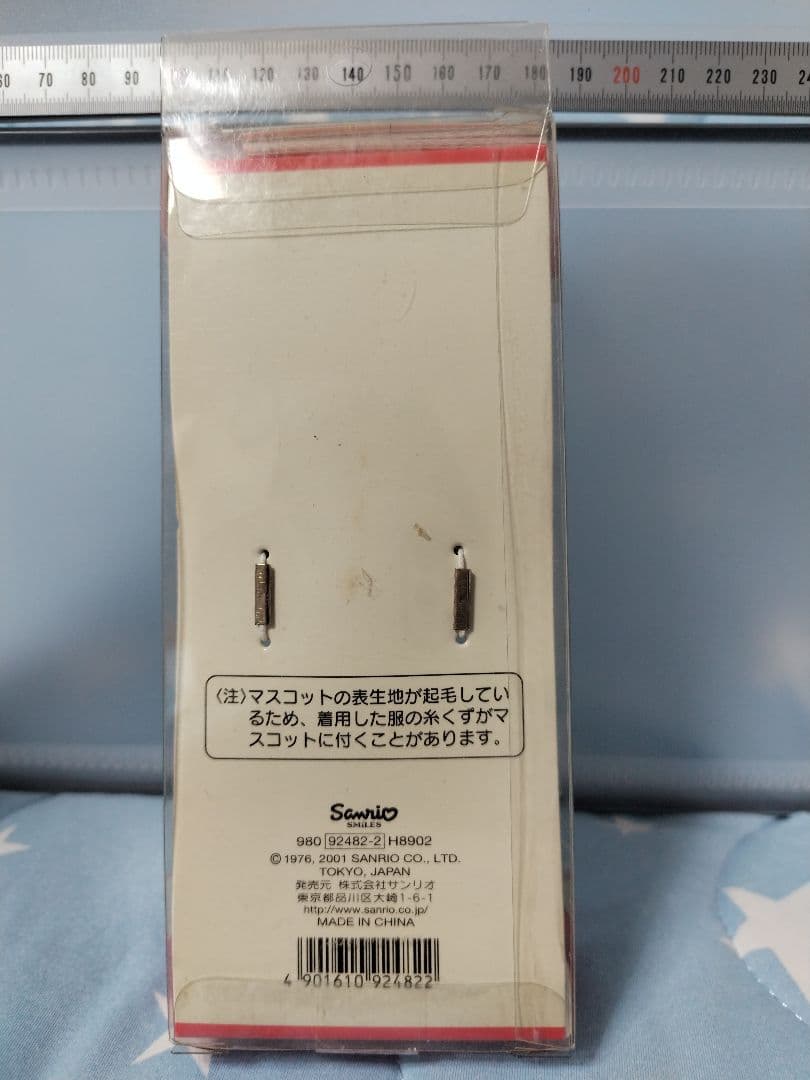 60 70 80 90 110 120 130 140 150 160 170 180 190 200 210 220 230
〈注〉マスコットの表生地が起毛してい
るため、着用した服の糸くずがマ
スコットに付くことがあります。
Sanrio
SMILES
980 92482-2 H8902
©1976, 2001 SANRIO CO., LTD.
TOKYO, JAPAN
発売元 株式会社サンリオ
東京都品川区大崎1-6-1
http://www.sanrio.co.jp/
MADE IN CHINA
4 901610 924822